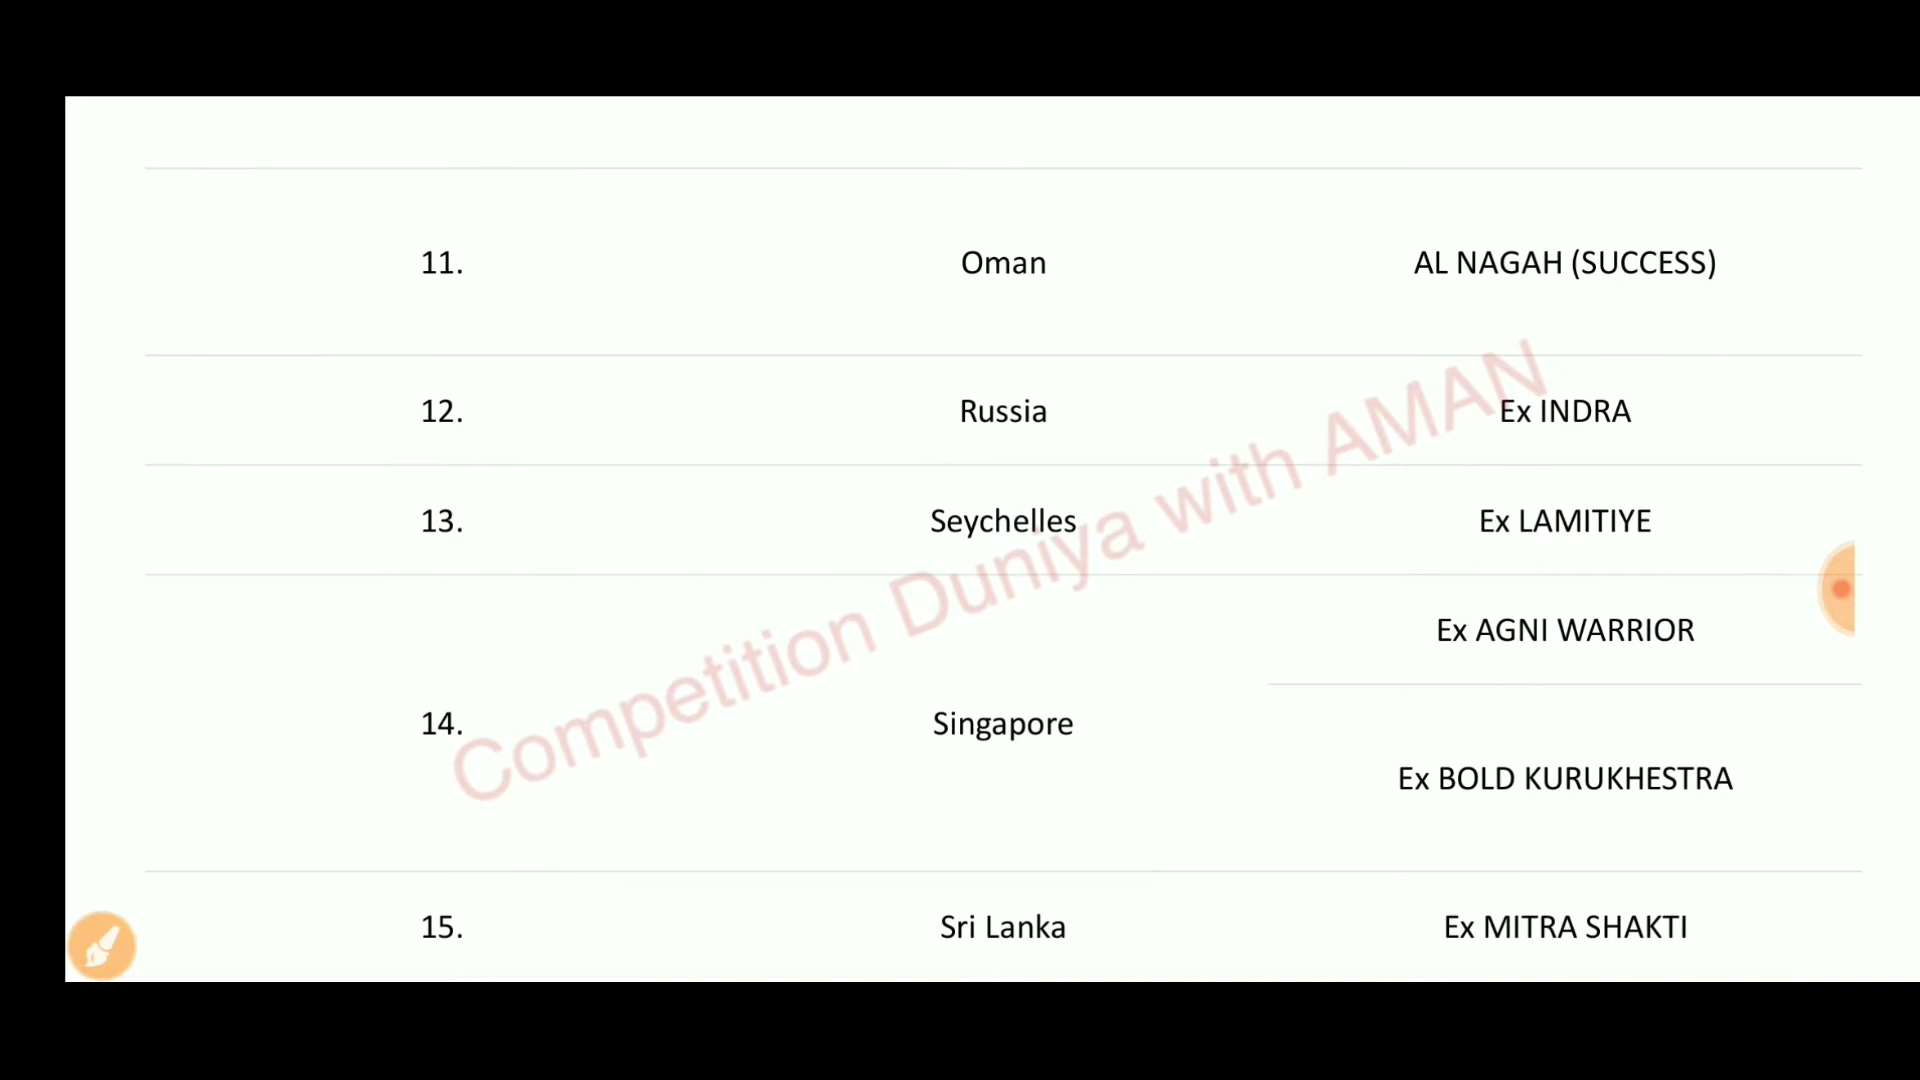 11. Oman AL NAGAH (SUCCESS)
12. Russia Ex INDRA
13. Seychelles Ex LAMITIYE
Ex AGNI WARRIOR
14. Singapore
Ex BOLD KURUKHESTRA
15. Sri Lanka Ex MITRA SHAKTI
Competition Duniya with AMAN